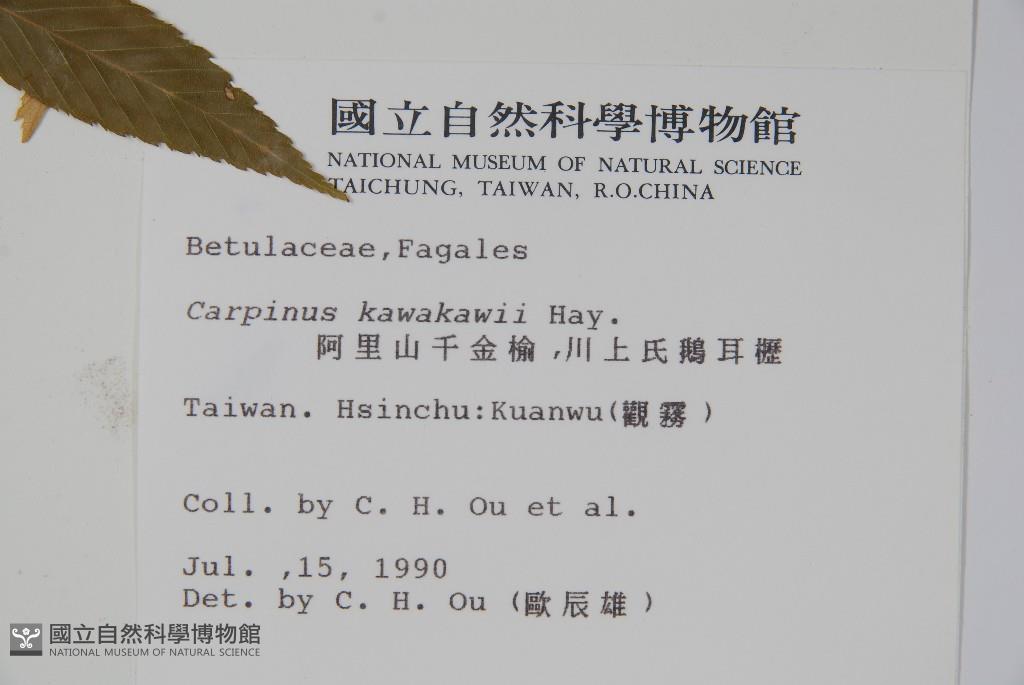 國立自然科學博物館
NATIONAL MUSEUM OF NATURAL SCIENCE
TAICHUNG, TAIWAN, R.O.CHINA
Betulaceae,Fagales
Carpinus kawakawii Hay.
阿里山千金榆,川上氏鵝耳櫪
Taiwan. Hsinchu:Kuanwu(觀霧)
Coll. by C. H. Ou et al.
Jul. ,15, 1990
Det. by C. H. Ou (歐辰雄)
國立自然科學博物館
NATIONAL MUSEUM OF NATURAL SCIENCE